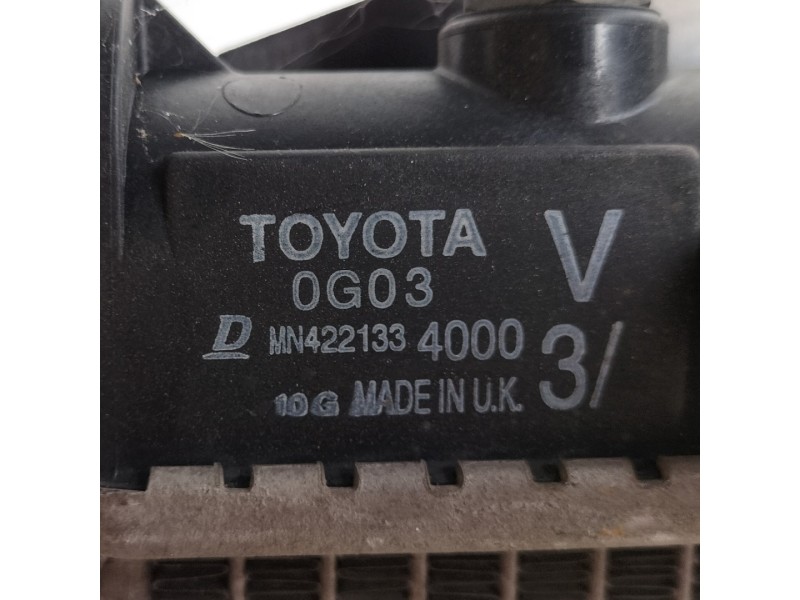 TOYOTA V
0G03
D MN422133 4000 3/
10G MADE IN U.K.